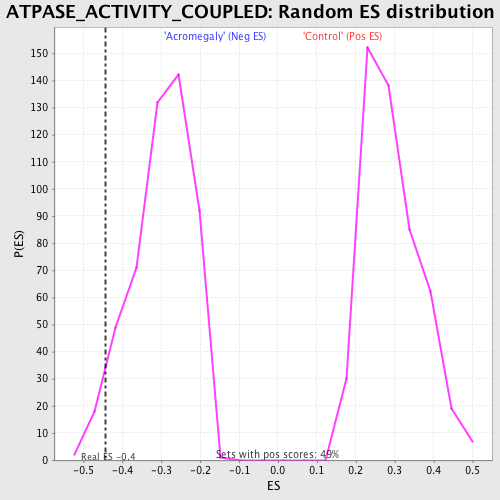 ATPASE_ACTIVITY_COUPLED: Random ES distribution
'Acromegaly' (Neg ES)
'Control' (Pos ES)
P(ES)
150
140
130
120
110
100
90
80
70
60
50
40
30
20
10
0
Real ES -0.4
Sets with pos scores: 49%
-0.5 -0.4 -0.3 -0.2 -0.1 0.0 0.1 0.2 0.3 0.4 0.5
ES